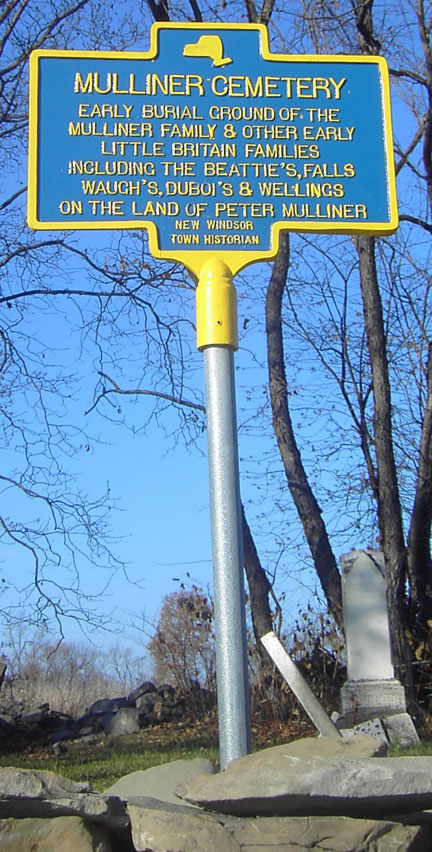 MULLINER CEMETERY
EARLY BURIAL GROUND OF THE
MULLINER FAMILY & OTHER EARLY
LITTLE BRITAIN FAMILIES
INCLUDING THE BEATTIE'S, FALLS
WAUGH'S, DUBOI'S & WELLINGS
ON THE LAND OF PETER MULLINER
NEW WINDSOR
TOWN HISTORIAN